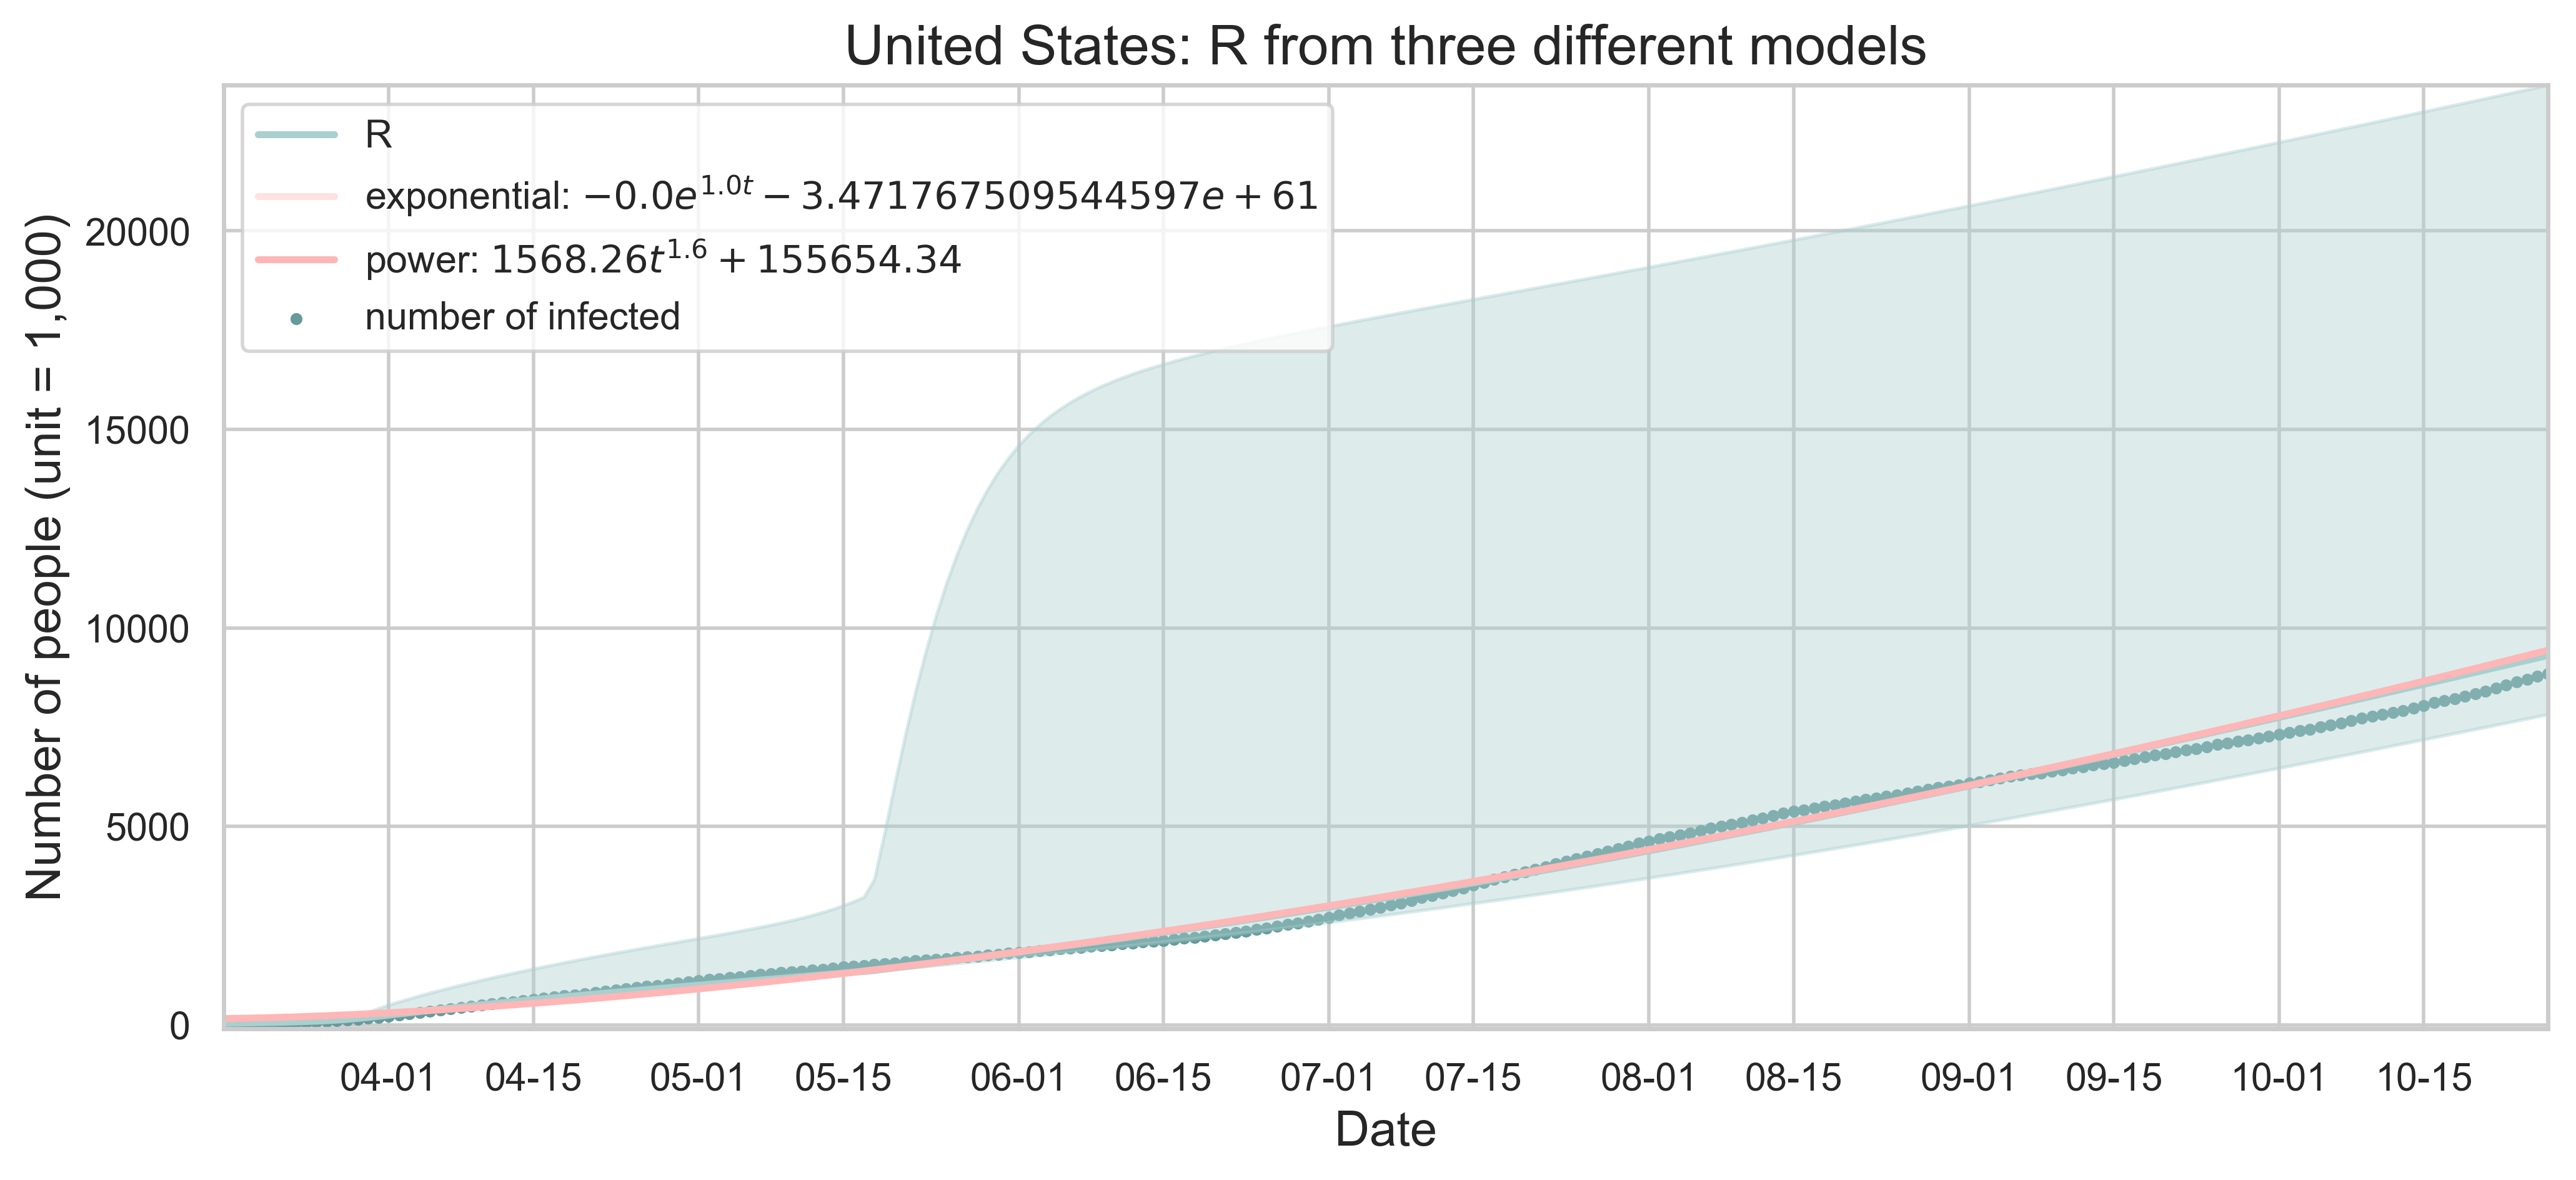 United States: R from three different models
R
exponential: −0.0e^{1.0t} − 3.4717675095444597e + 61
power: 1568.26t^{1.6} + 155654.34
number of infected
Number of people (unit = 1,000)
20000
15000
10000
5000
0
04-01 04-15 05-01 05-15 06-01 06-15 07-01 07-15 08-01 08-15 09-01 09-15 10-01 10-15
Date